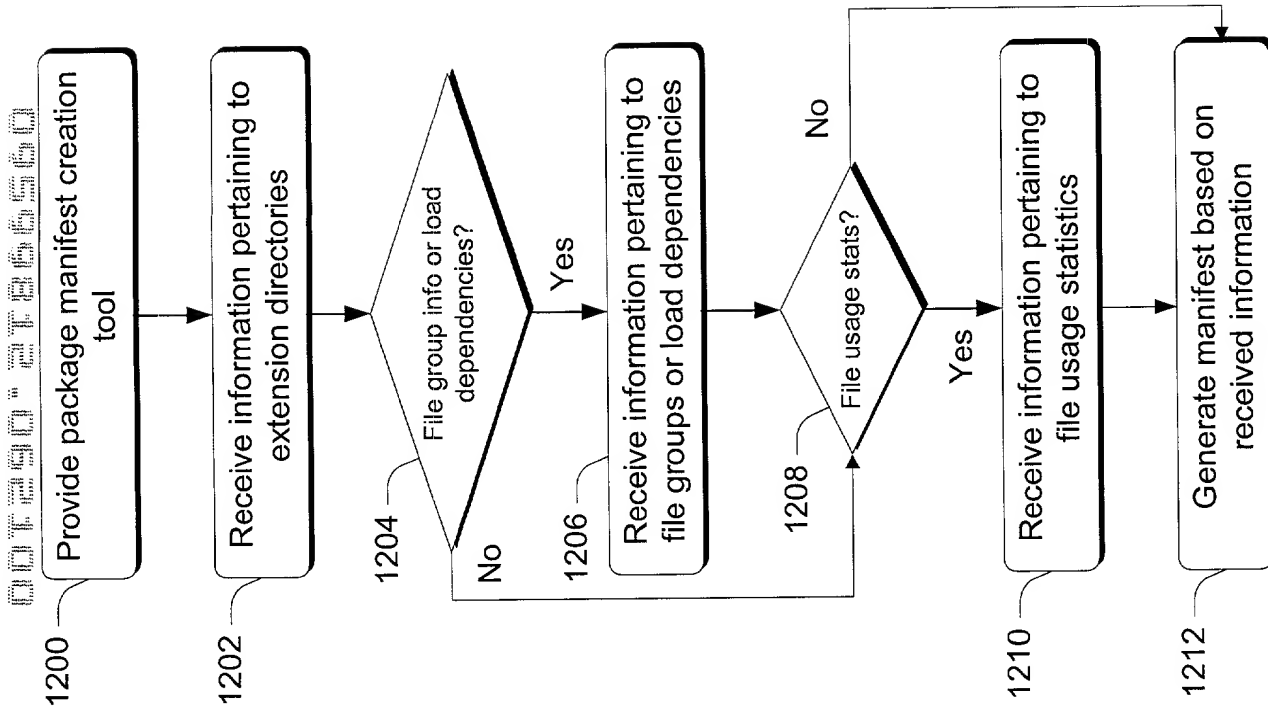 1200
Provide package manifest creation
tool
1202
Receive information pertaining to
extension directories
1204
File group info or load
dependencies?
No
Yes
1206
Receive information pertaining to
file groups or load dependencies
1208
File usage stats?
No
Yes
1210
Receive information pertaining to
file usage statistics
1212
Generate manifest based on
received information